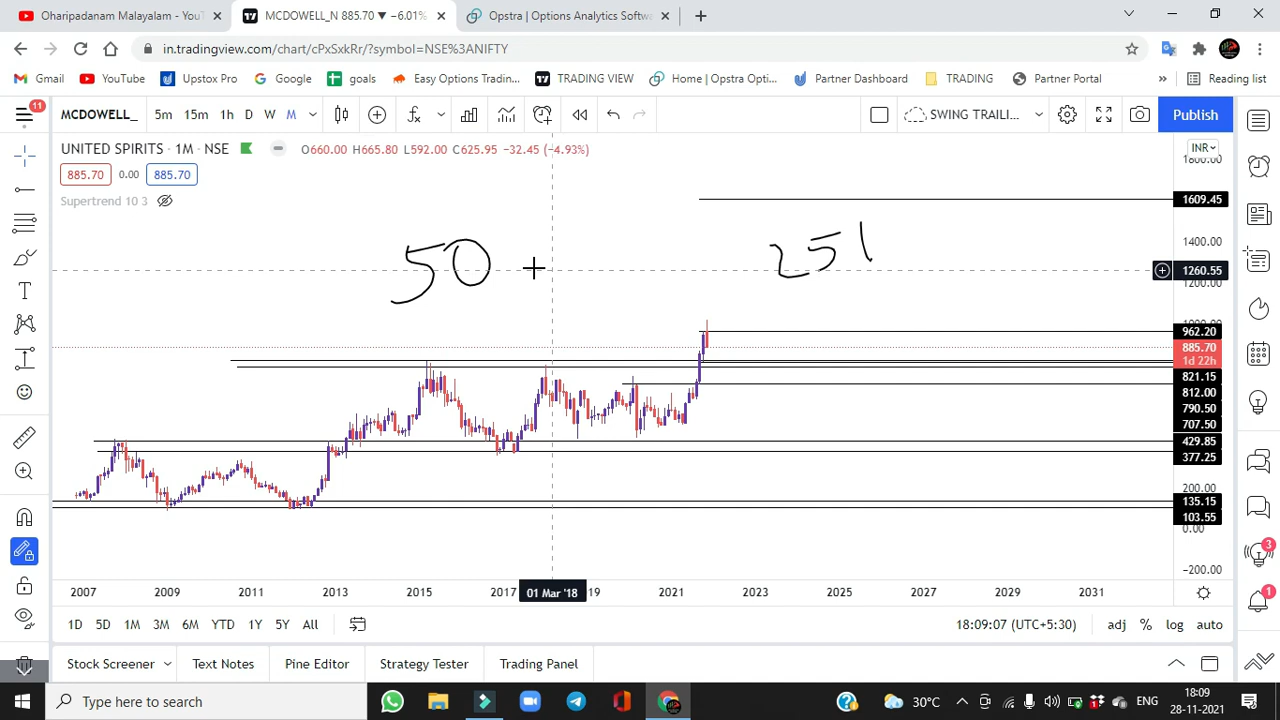 Oharipadanam Malayalam - YouT
MCDOWELL_N 885.70 ▼ −6.01%
Opstra | Options Analytics Softw
in.tradingview.com/chart/cPxSxkRr/?symbol=NSE%3ANIFTY
Gmail YouTube Upstox Pro Google goals Easy Options Tradin... TRADING VIEW Home | Opstra Opti... Partner Dashboard TRADING Partner Portal » Reading list
11
MCDOWELL_ 5m 15m 1h D W M SWING TRAILI... Publish
UNITED SPIRITS · 1M · NSE O660.00 H665.80 L592.00 C625.95 −32.45 (−4.93%) INR
885.70 0.00 885.70
Supertrend 10 3
1609.45
50
1400.00
1260.55
1200.00
962.20
885.70
1d 22h
821.15
812.00
790.50
707.50
429.85
377.25
200.00
135.15
103.55
0.00
−200.00
3
1
2007 2009 2011 2013 2015 2017 01 Mar '18 19 2021 2023 2025 2027 2029 2031
1D 5D 1M 3M 6M YTD 1Y 5Y All 18:09:07 (UTC+5:30) adj % log auto
Stock Screener Text Notes Pine Editor Strategy Tester Trading Panel
Type here to search 30°C ENG 18:09
28-11-2021